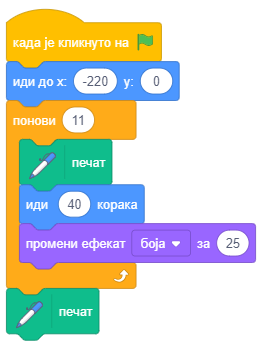 када је кликнуто на
иди до x: -220 y: 0
понови 11
печат
иди 40 корака
промени ефекат боја за 25
печат